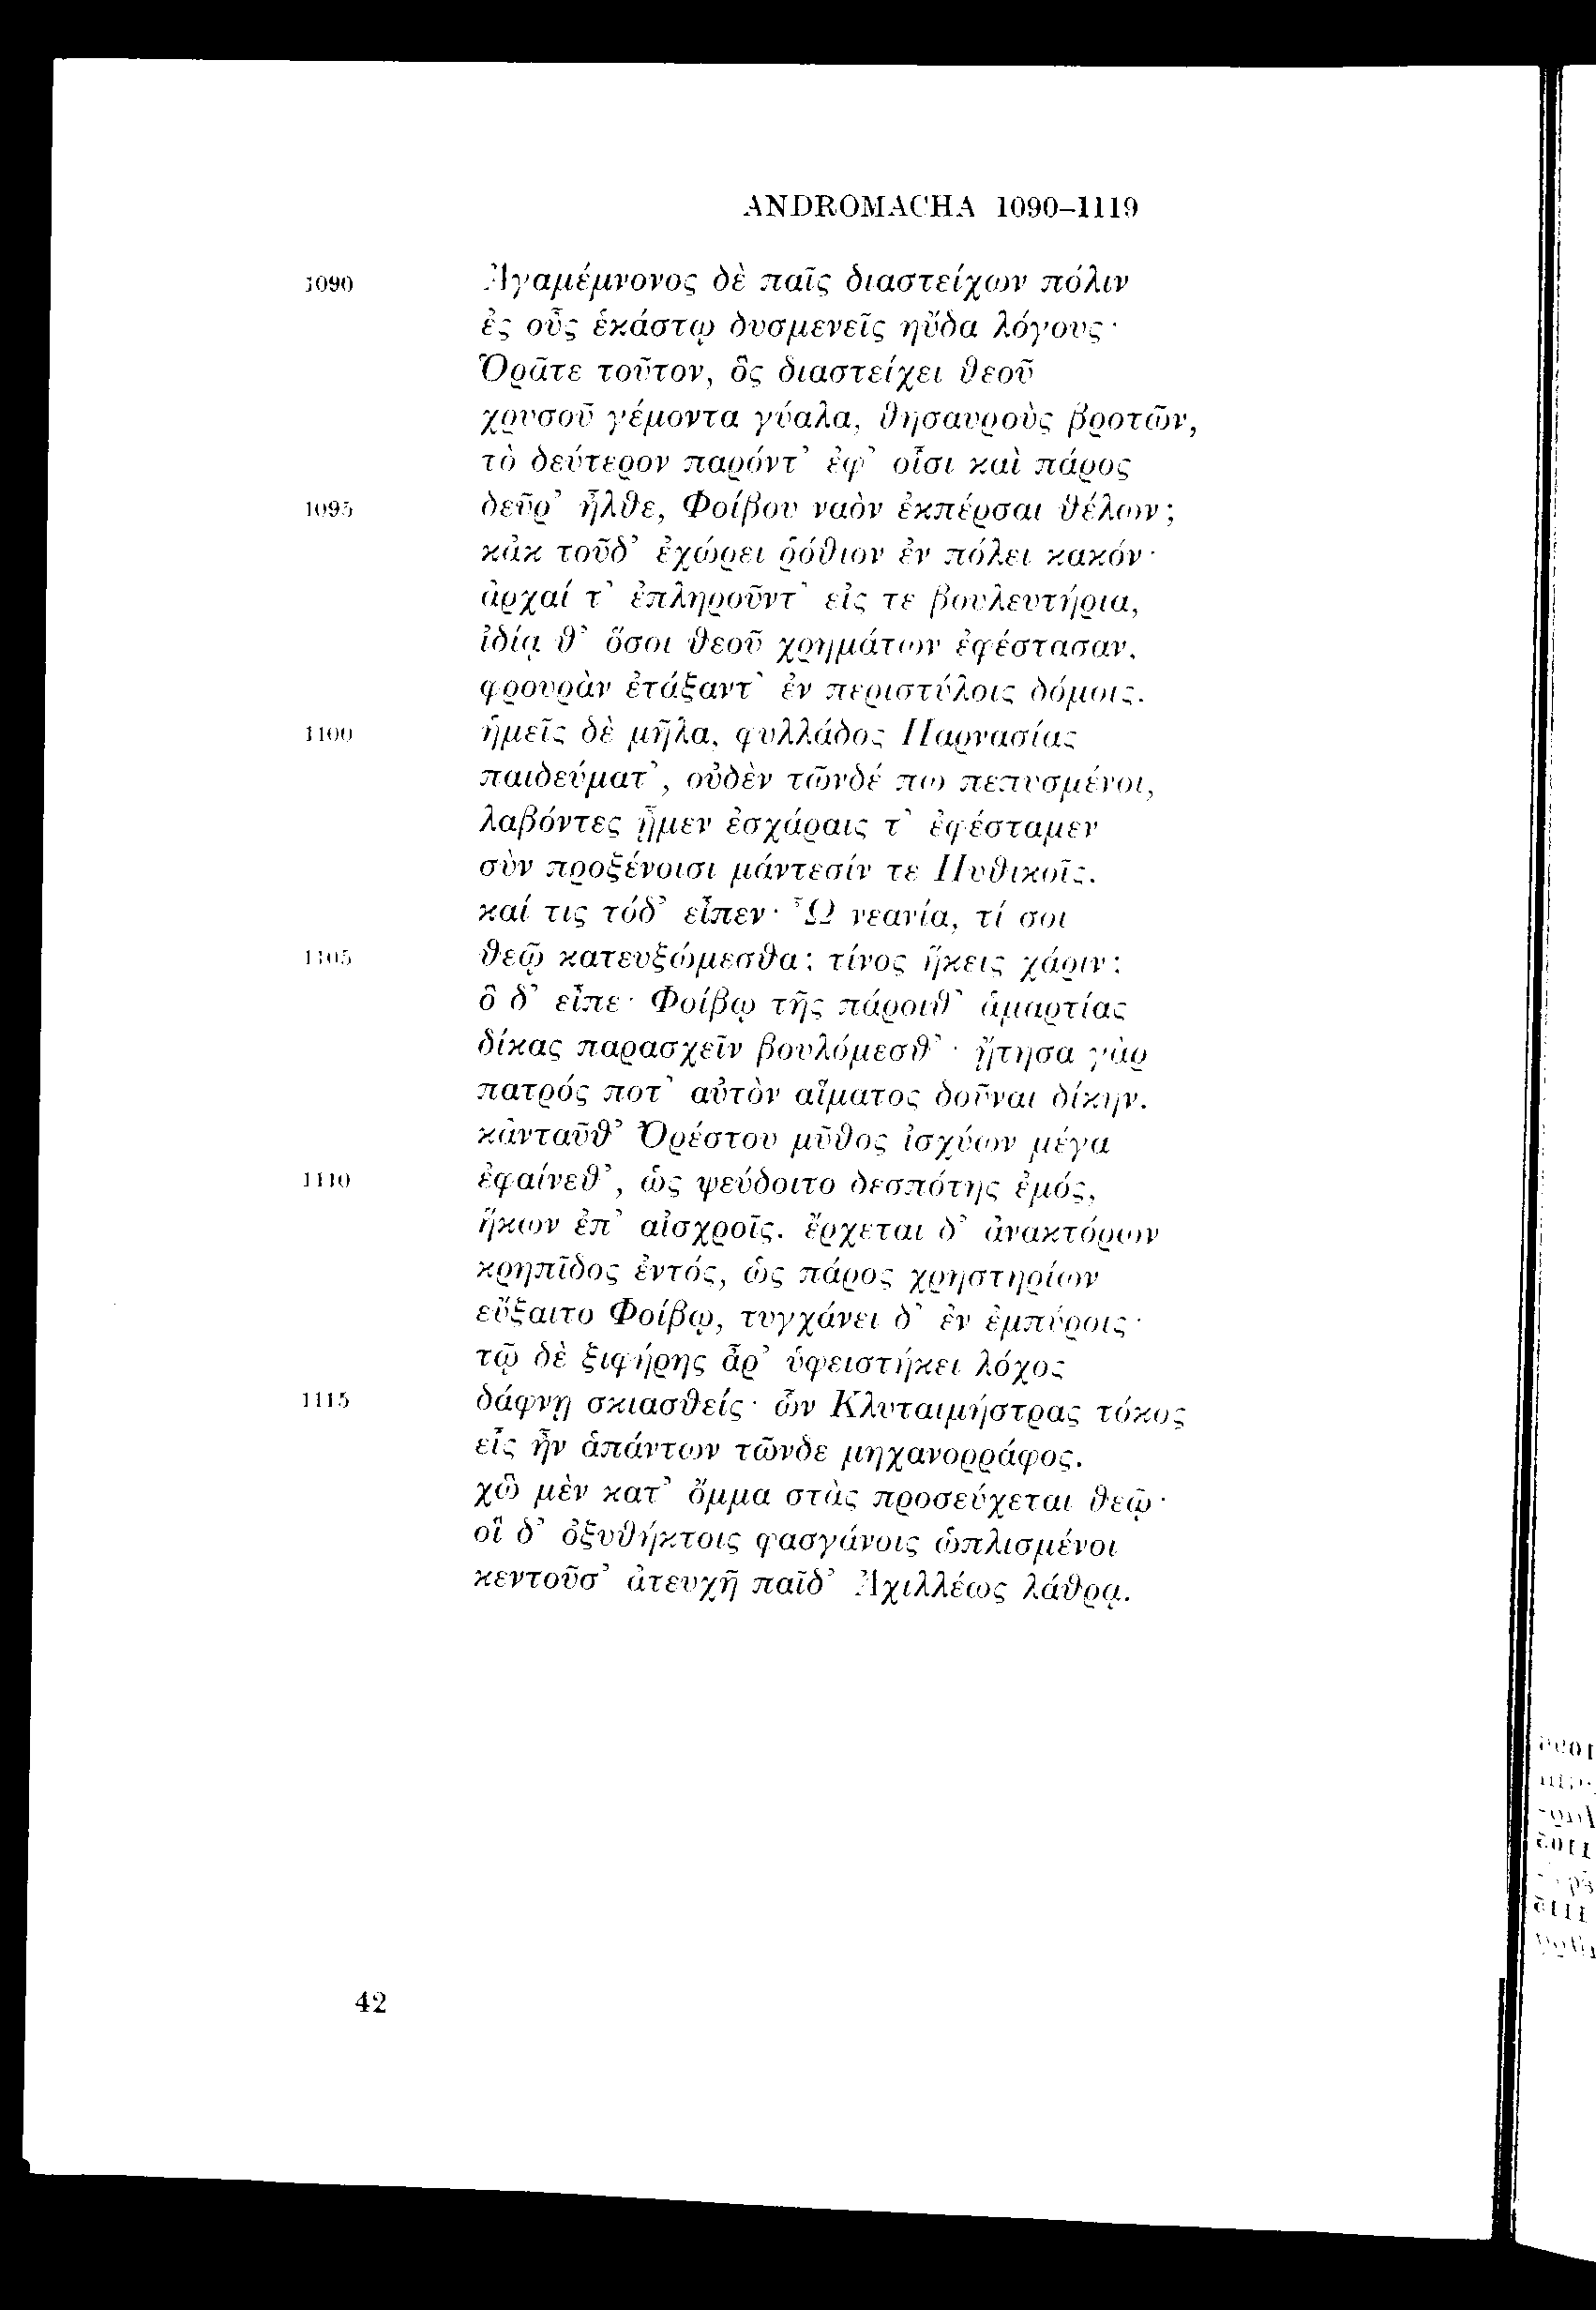 ANDROMACHA 1090–1119
1090 Ἀγαμέμνονος δὲ παῖς διαστείχων πόλιν
ἐς οὖς ἑκάστῳ δυσμενεῖς ηὔδα λόγους·
Ὁρᾶτε τοῦτον, ὃς διαστείχει θεοῦ
χρυσοῦ γέμοντα γύαλα, θησαυροὺς βροτῶν,
τὸ δεύτερον παρόντ’ ἐφ’ οἷσι καὶ πάρος
1095 δεῦρ’ ἦλθε, Φοίβου ναὸν ἐκπέρσαι θέλων;
κἀκ τοῦδ’ ἐχώρει ῥόθιον ἐν πόλει κακόν·
ἀρχαί τ’ ἐπληροῦντ’ εἰς τε βουλευτήρια,
ἰδίᾳ θ’ ὅσοι θεοῦ χρημάτων ἐφέστασαν,
φρουρὰν ἐτάξαντ’ ἐν περιστύλοις δόμοις.
1100 ἡμεῖς δὲ μῆλα, φυλλάδος Παρνασίας
παιδεύματ’, οὐδὲν τῶνδέ πω πεπυσμένοι,
λαβόντες ᾖμεν ἐσχάραις τ’ ἐφέσταμεν
σὺν προξένοισι μάντεσίν τε Πυθικοῖς.
καί τις τόδ’ εἶπεν· Ὦ νεανία, τί σοι
1105 θεῷ κατευξώμεσθα; τίνος ἥκεις χάριν;
ὃ δ’ εἶπε· Φοίβῳ τῆς πάροιθ’ ἁμαρτίας
δίκας παρασχεῖν βουλόμεσθ’· ᾔτησα γὰρ
πατρός ποτ’ αὐτὸν αἵματος δοῦναι δίκην.
κἀνταῦθ’ Ὀρέστου μῦθος ἰσχύων μέγα
1110 ἐφαίνεθ’, ὡς ψεύδοιτο δεσπότης ἐμός,
ἥκων ἐπ’ αἰσχροῖς. ἔρχεται δ’ ἀνακτόρων
κρηπῖδος ἐντός, ὡς πάρος χρηστηρίων
εὔξαιτο Φοίβῳ, τυγχάνει δ’ ἐν ἐμπύροις·
τῷ δὲ ξιφήρης ἆρ’ ὑφειστήκει λόχος
1115 δάφνῃ σκιασθείς· ὧν Κλυταιμήστρας τόκος
εἷς ἦν ἁπάντων τῶνδε μηχανορράφος.
χὣ μὲν κατ’ ὄμμα στὰς προσεύχεται θεῷ·
οἳ δ’ ὀξυθήκτοις φασγάνοις ὡπλισμένοι
κεντοῦσ’ ἀτευχῆ παῖδ’ Ἀχιλλέως λάθρᾳ.
42